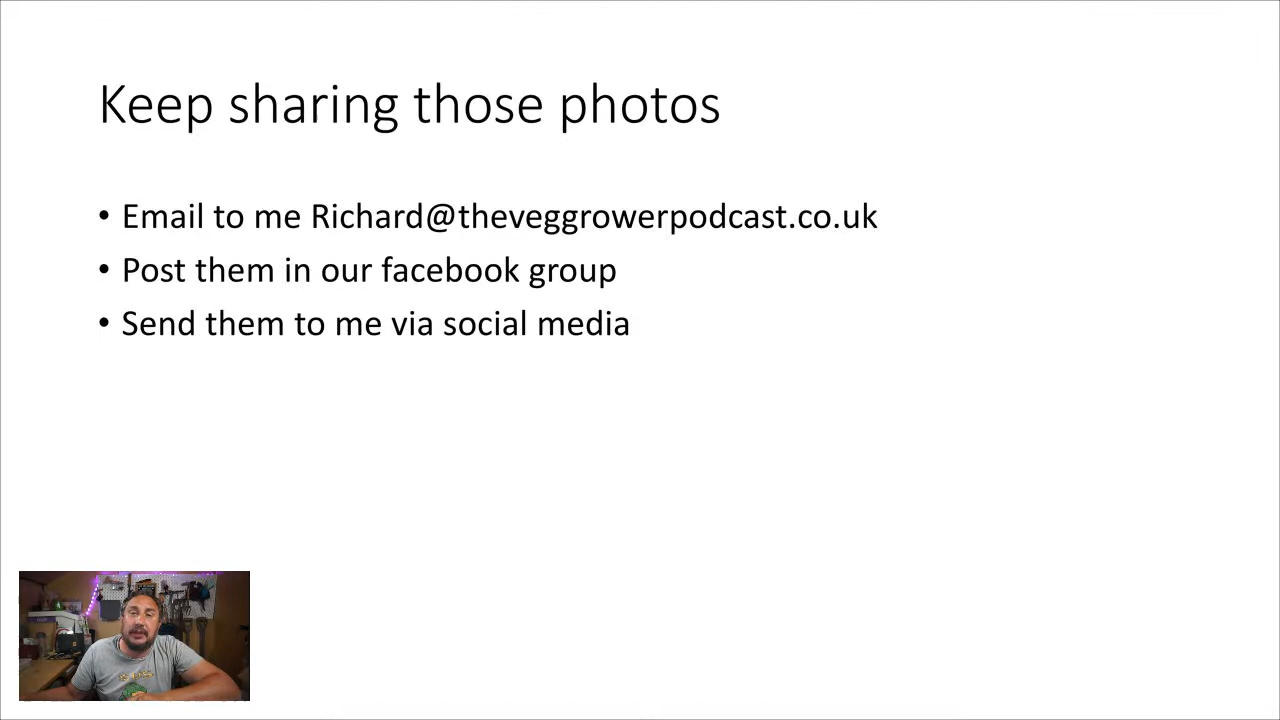 Keep sharing those photos
• Email to me Richard@theveggrowerpodcast.co.uk
• Post them in our facebook group
• Send them to me via social media